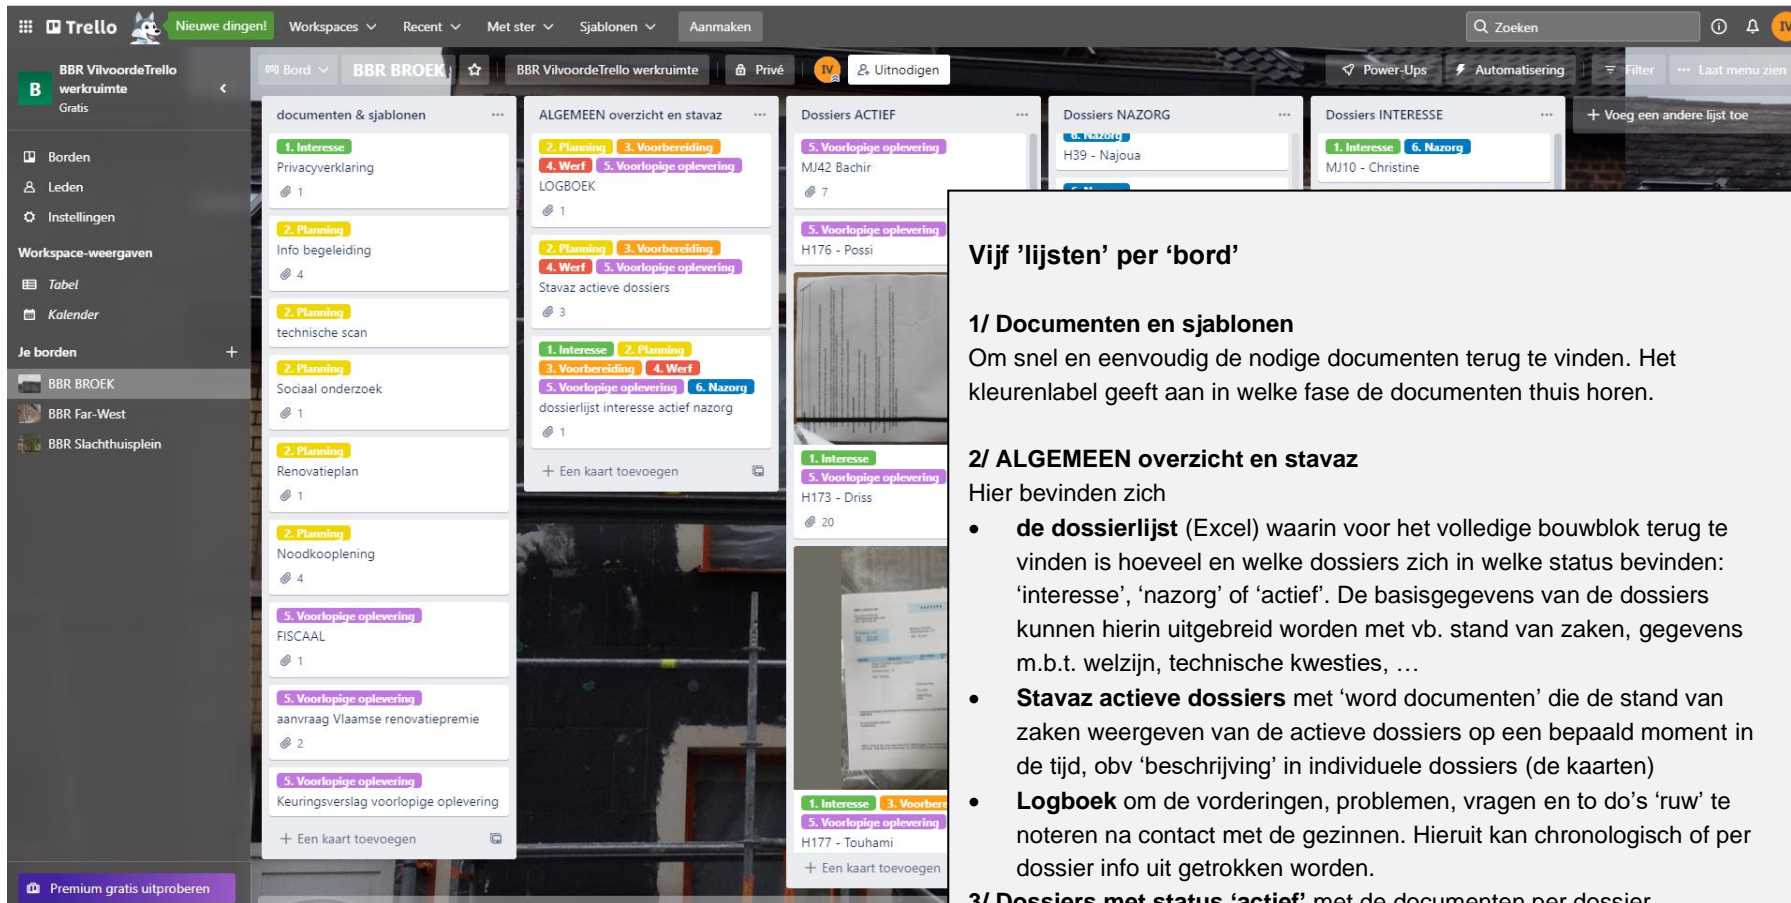 Trello
Nieuwe dingen!
Workspaces
Recent
Met ster
Sjablonen
Aanmaken
Zoeken
IV
B
BBR VilvoordeTrello
werkruimte
Gratis
Borden
Leden
Instellingen
Workspace-weergaven
Tabel
Kalender
Je borden
BBR BROEK
BBR Far-West
BBR Slachthuisplein
Premium gratis uitproberen
Bord
BBR BROEK
BBR VilvoordeTrello werkruimte
Privé
IV
Uitnodigen
Power-Ups
Automatisering
Filter
Laat menu zien
documenten & sjablonen
1. Interesse
Privacyverklaring
1
2. Planning
Info begeleiding
4
2. Planning
technische scan
2. Planning
Sociaal onderzoek
1
2. Planning
Renovatieplan
1
2. Planning
Noodkooplening
4
5. Voorlopige oplevering
FISCAAL
1
5. Voorlopige oplevering
aanvraag Vlaamse renovatiepremie
2
5. Voorlopige oplevering
Keuringsverslag voorlopige oplevering
+ Een kaart toevoegen
ALGEMEEN overzicht en stavaz
2. Planning 3. Voorbereiding
4. Werf 5. Voorlopige oplevering
LOGBOEK
1
2. Planning 3. Voorbereiding
4. Werf 5. Voorlopige oplevering
Stavaz actieve dossiers
3
1. Interesse 2. Planning
3. Voorbereiding 4. Werf
5. Voorlopige oplevering 6. Nazorg
dossierlijst interesse actief nazorg
1
+ Een kaart toevoegen
Dossiers ACTIEF
5. Voorlopige oplevering
MJ42 Bachir
7
5. Voorlopige oplevering
H176 - Possi
1. Interesse
5. Voorlopige oplevering
H173 - Driss
20
1. Interesse 3. Voorbere
5. Voorlopige oplevering
H177 - Touhami
+ Een kaart toevoegen
Dossiers NAZORG
6. Nazorg
H39 - Najoua
Dossiers INTERESSE
1. Interesse 6. Nazorg
MJ10 - Christine
+ Voeg een andere lijst toe
Vijf ’lijsten’ per ‘bord’
1/ Documenten en sjablonen
Om snel en eenvoudig de nodige documenten terug te vinden. Het
kleurenlabel geeft aan in welke fase de documenten thuis horen.
2/ ALGEMEEN overzicht en stavaz
Hier bevinden zich
• de dossierlijst (Excel) waarin voor het volledige bouwblok terug te
vinden is hoeveel en welke dossiers zich in welke status bevinden:
‘interesse’, ‘nazorg’ of ‘actief’. De basisgegevens van de dossiers
kunnen hierin uitgebreid worden met vb. stand van zaken, gegevens
m.b.t. welzijn, technische kwesties, …
• Stavaz actieve dossiers met ‘word documenten’ die de stand van
zaken weergeven van de actieve dossiers op een bepaald moment in
de tijd, obv ‘beschrijving’ in individuele dossiers (de kaarten)
• Logboek om de vorderingen, problemen, vragen en to do’s ‘ruw’ te
noteren na contact met de gezinnen. Hieruit kan chronologisch of per
dossier info uit getrokken worden.
3/ Dossiers met status ‘actief’ met de documenten per dossier